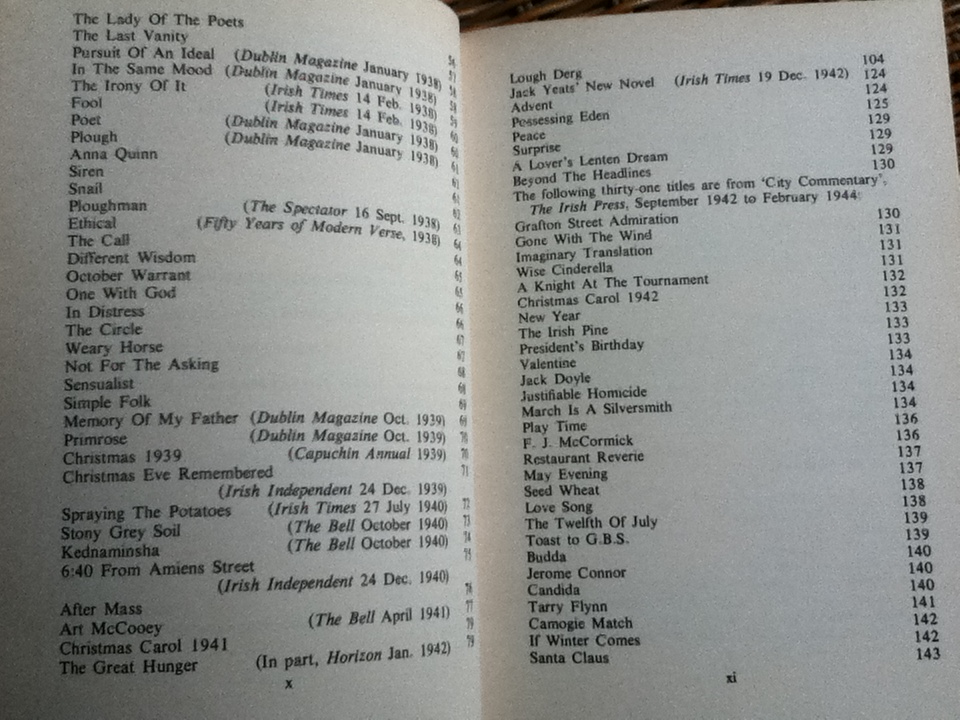 The Lady Of The Poets
The Last Vanity
Pursuit Of An Ideal (Dublin Magazine January 1938)
In The Same Mood (Dublin Magazine January 1938)
The Irony Of It (Irish Times 14 Feb. 1938)
Fool (Irish Times 14 Feb. 1938)
Poet (Dublin Magazine January 1938)
Plough (Dublin Magazine January 1938)
Anna Quinn
Siren
Snail
Ploughman (The Spectator 16 Sept. 1938)
Ethical (Fifty Years of Modern Verse, 1938)
The Call
Different Wisdom
October Warrant
One With God
In Distress
The Circle
Weary Horse
Not For The Asking
Sensualist
Simple Folk
Memory Of My Father (Dublin Magazine Oct. 1939)
Primrose (Dublin Magazine Oct. 1939)
Christmas 1939 (Capuchin Annual 1939)
Christmas Eve Remembered
(Irish Independent 24 Dec. 1939)
Spraying The Potatoes (Irish Times 27 July 1940)
Stony Grey Soil (The Bell October 1940)
Kednaminsha (The Bell October 1940)
6:40 From Amiens Street
(Irish Independent 24 Dec. 1940)
After Mass
Art McCooey (The Bell April 1941)
Christmas Carol 1941
The Great Hunger (In part, Horizon Jan. 1942)
x
Lough Derg 104
Jack Yeats' New Novel (Irish Times 19 Dec. 1942) 124
Advent 124
Possessing Eden 125
Peace 129
Surprise 129
A Lover's Lenten Dream 129
Beyond The Headlines 130
The following thirty-one titles are from 'City Commentary',
The Irish Press, September 1942 to February 1944:
Grafton Street Admiration 130
Gone With The Wind 131
Imaginary Translation 131
Wise Cinderella 131
A Knight At The Tournament 132
Christmas Carol 1942 132
New Year 133
The Irish Pine 133
President's Birthday 133
Valentine 134
Jack Doyle 134
Justifiable Homicide 134
March Is A Silversmith 134
Play Time 136
F. J. McCormick 136
Restaurant Reverie 137
May Evening 137
Seed Wheat 138
Love Song 138
The Twelfth Of July 139
Toast to G.B.S. 139
Budda 140
Jerome Connor 140
Candida 140
Tarry Flynn 141
Camogie Match 142
If Winter Comes 142
Santa Claus 143
xi